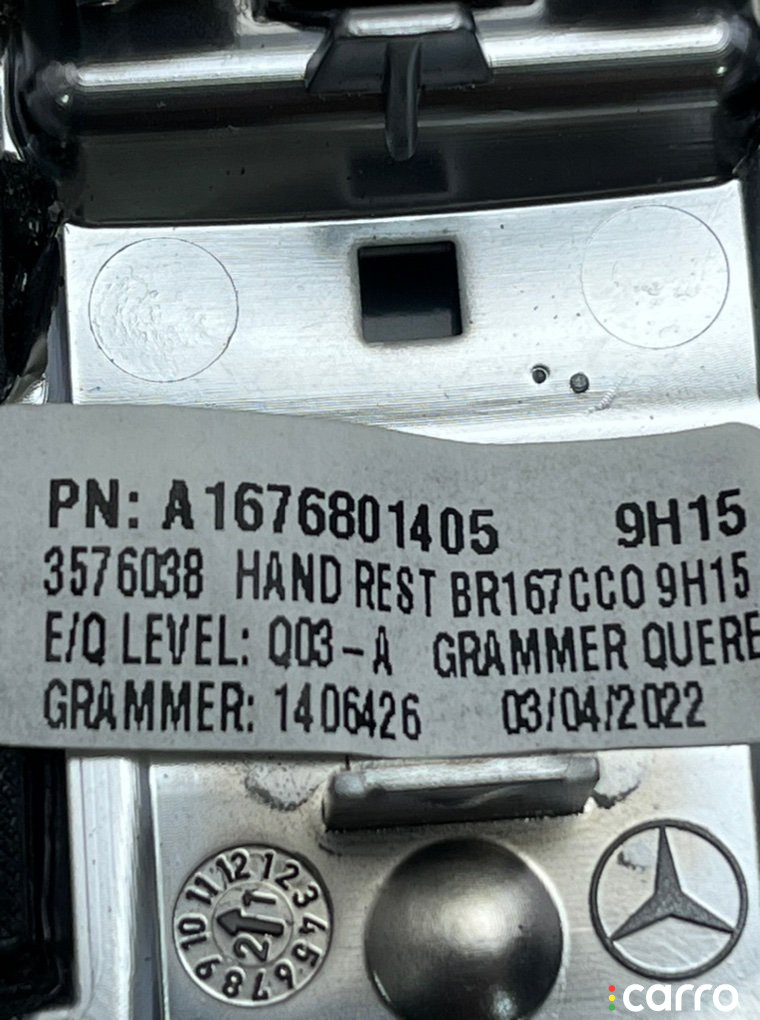 PN: A1676801405 9H15
3576038 HAND REST BR167CCO 9H15
E/Q LEVEL: Q03-A GRAMMER QUERE
GRAMMER: 1406426 03/04/2022
1 2 3 4 5 6 7 8 9 10 11 12
21
carro